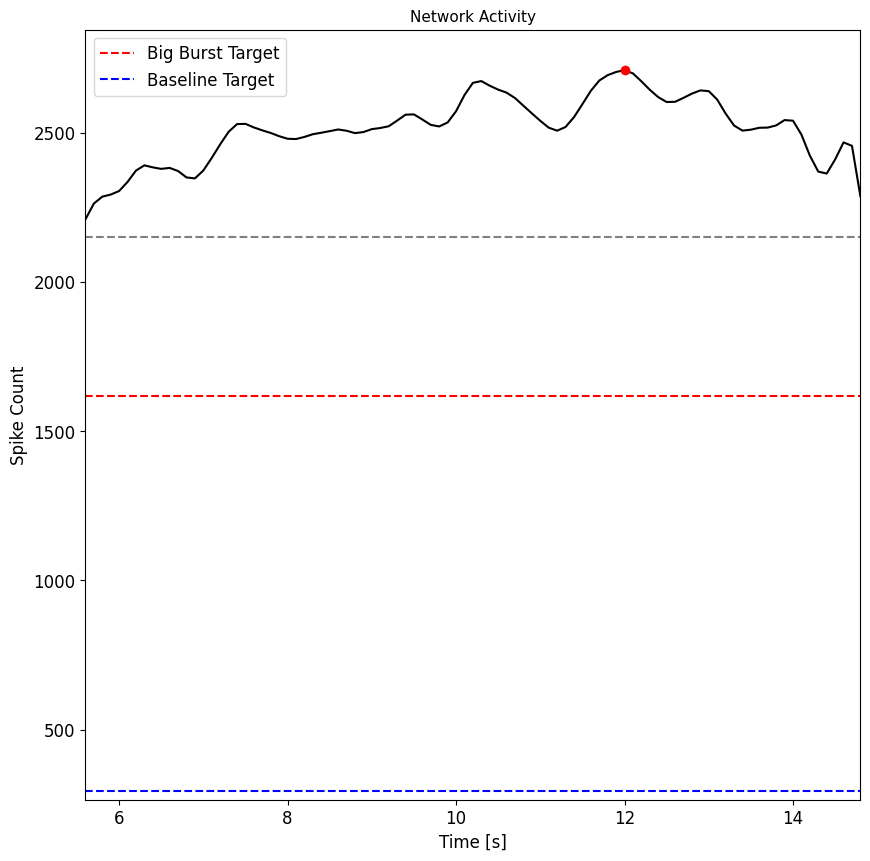 Network Activity
Big Burst Target
Baseline Target
Spike Count
2500
2000
1500
1000
500
6 8 10 12 14
Time [s]